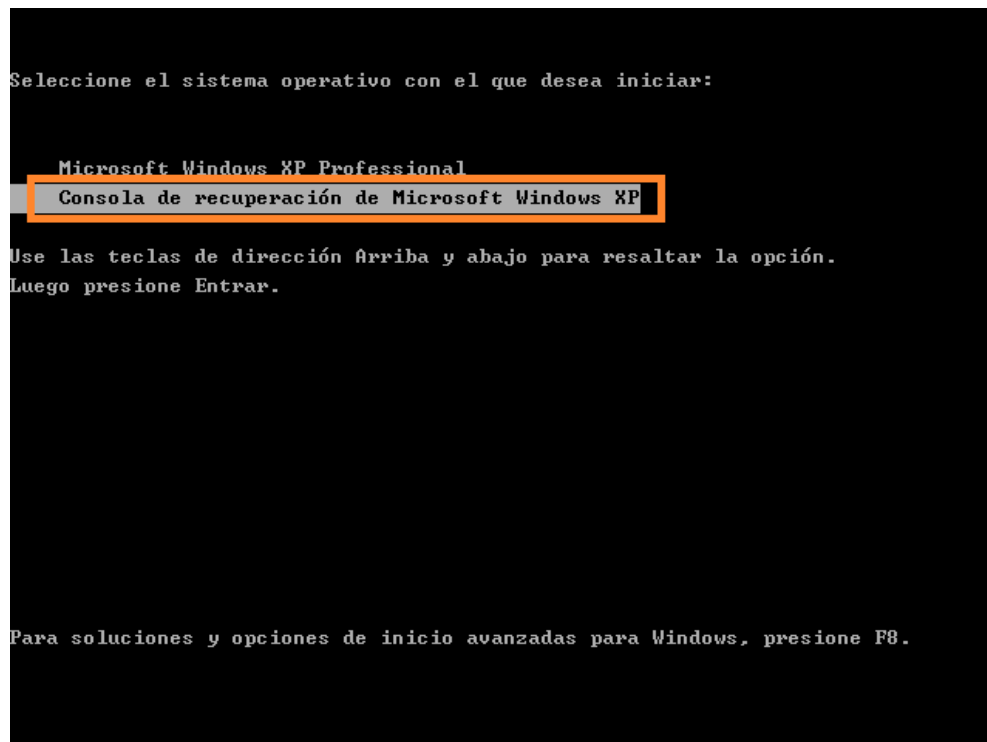 Seleccione el sistema operativo con el que desea iniciar:
Microsoft Windows XP Professional
Consola de recuperación de Microsoft Windows XP
Use las teclas de dirección Arriba y abajo para resaltar la opción.
Luego presione Entrar.
Para soluciones y opciones de inicio avanzadas para Windows, presione F8.